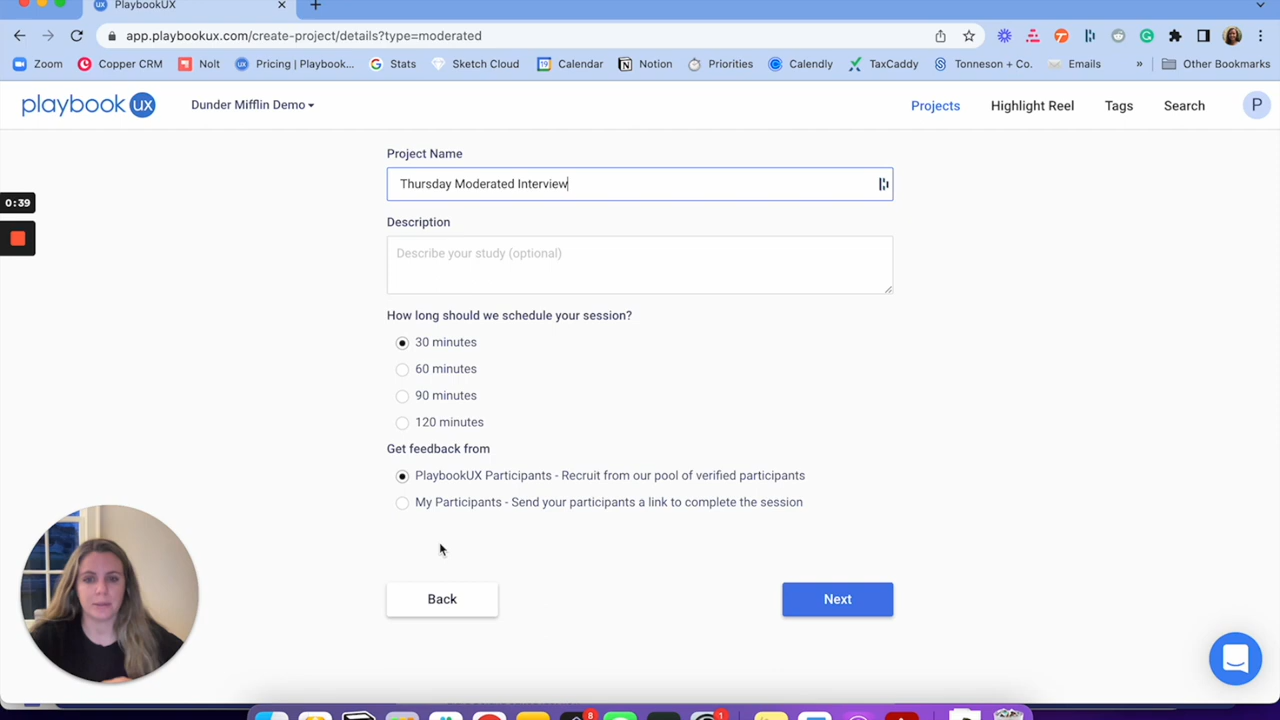 PlaybookUX
app.playbookux.com/create-project/details?type=moderated
Zoom Copper CRM Nolt Pricing | Playbook... Stats Sketch Cloud Calendar Notion Priorities Calendly TaxCaddy Tonneson + Co. Emails » Other Bookmarks
playbook ux Dunder Mifflin Demo Projects Highlight Reel Tags Search P
Project Name
Thursday Moderated Interview
0:39
Description
Describe your study (optional)
How long should we schedule your session?
30 minutes
60 minutes
90 minutes
120 minutes
Get feedback from
PlaybookUX Participants - Recruit from our pool of verified participants
My Participants - Send your participants a link to complete the session
Back Next
8 1